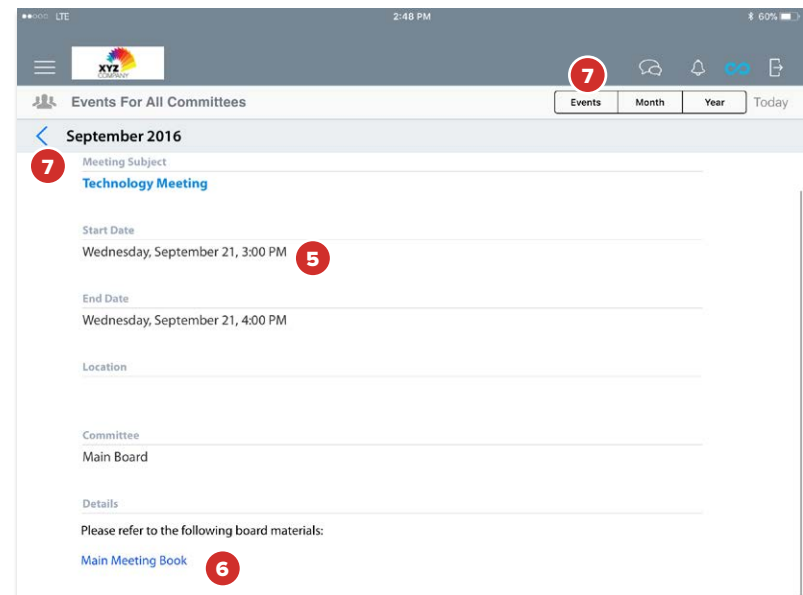 LTE 2:48 PM 60%
XYZ
COMPANY
7
Events For All Committees Events Month Year Today
September 2016
7
Meeting Subject
Technology Meeting
Start Date
Wednesday, September 21, 3:00 PM 5
End Date
Wednesday, September 21, 4:00 PM
Location
Committee
Main Board
Details
Please refer to the following board materials:
Main Meeting Book 6